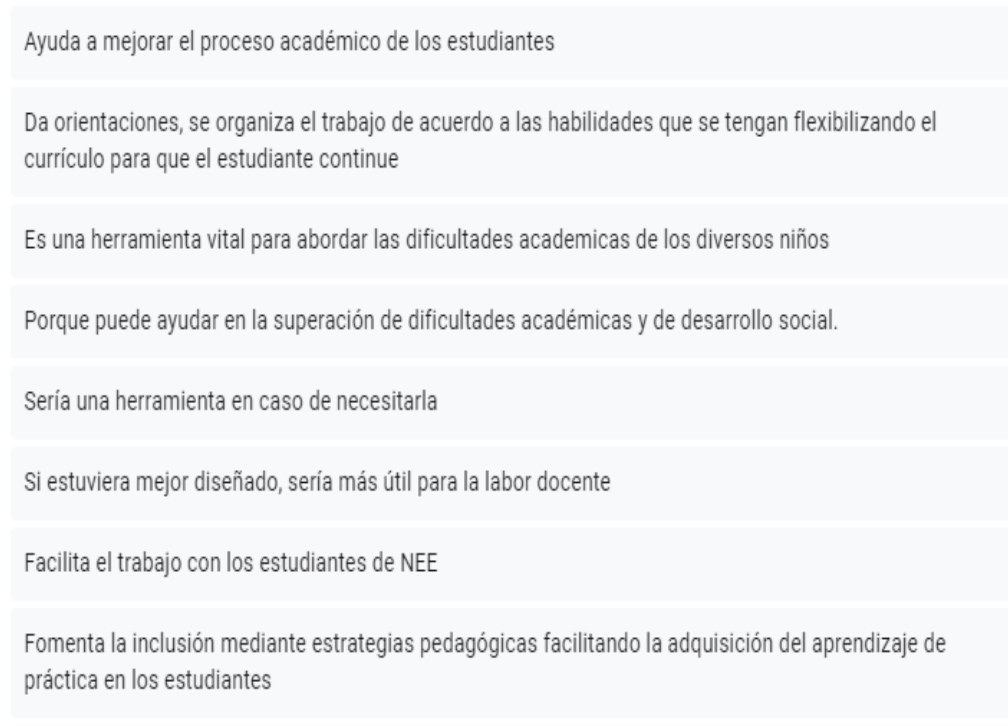 Ayuda a mejorar el proceso académico de los estudiantes
Da orientaciones, se organiza el trabajo de acuerdo a las habilidades que se tengan flexibilizando el
currículo para que el estudiante continue
Es una herramienta vital para abordar las dificultades academicas de los diversos niños
Porque puede ayudar en la superación de dificultades académicas y de desarrollo social.
Sería una herramienta en caso de necesitarla
Si estuviera mejor diseñado, sería más útil para la labor docente
Facilita el trabajo con los estudiantes de NEE
Fomenta la inclusión mediante estrategias pedagógicas facilitando la adquisición del aprendizaje de
práctica en los estudiantes